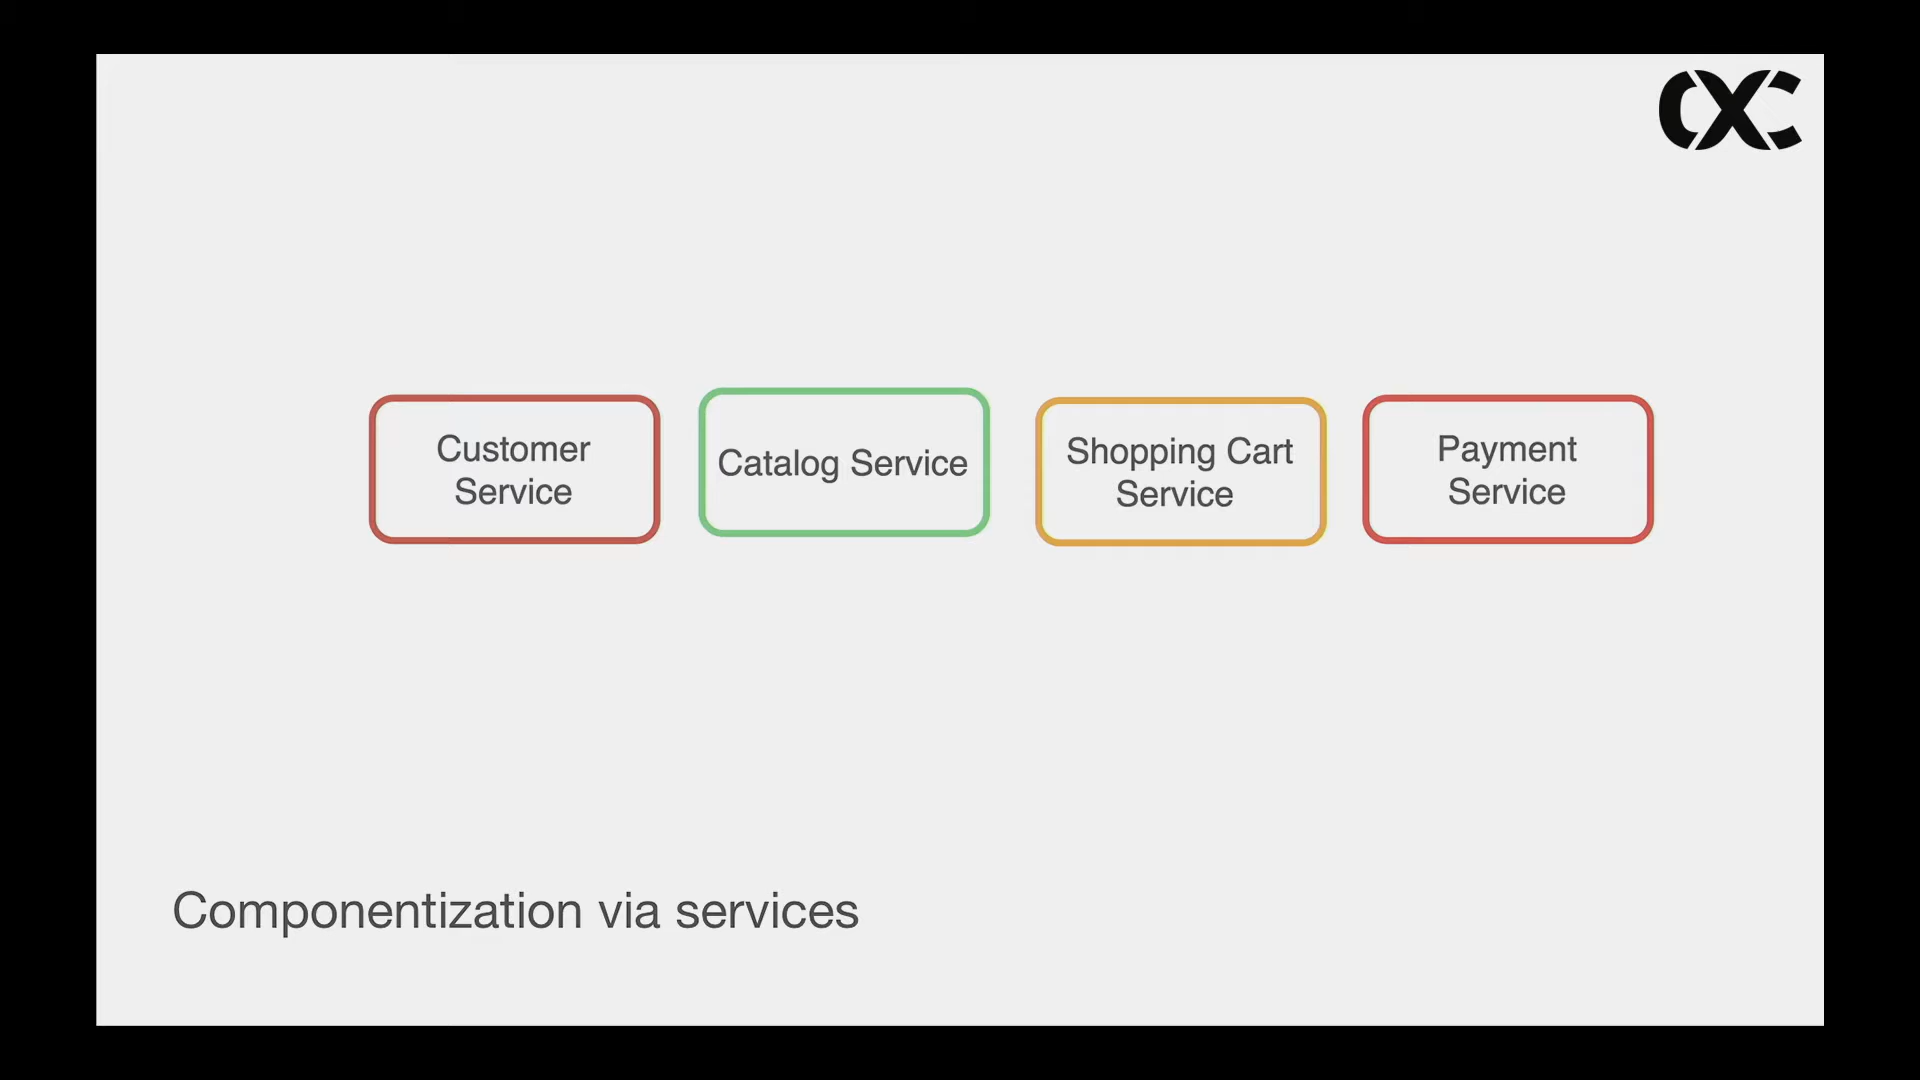 Customer
Service
Catalog Service
Shopping Cart
Service
Payment
Service
Componentization via services